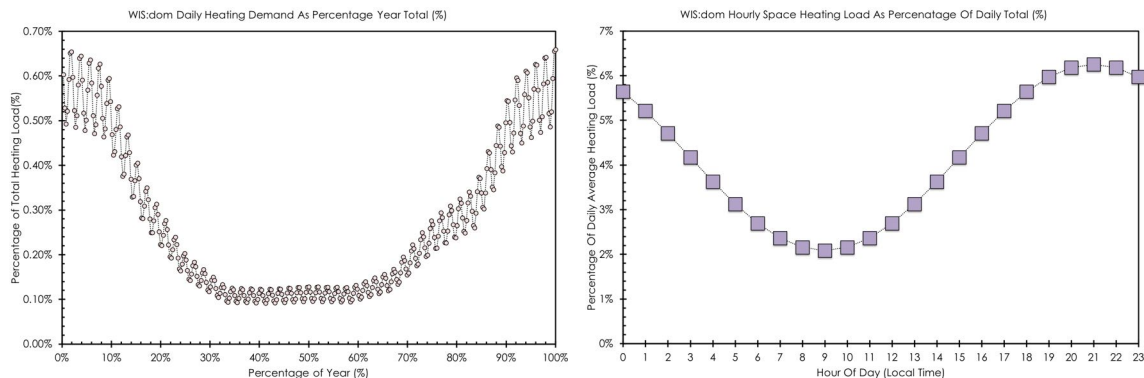 WIS:dom Daily Heating Demand As Percentage Year Total (%)
0.70%
0.60%
0.50%
0.40%
0.30%
0.20%
0.10%
0.00%
Percentage of Total Heating Load(%)
0% 10% 20% 30% 40% 50% 60% 70% 80% 90% 100%
Percentage of Year (%)
WIS:dom Hourly Space Heating Load As Percenatage Of Daily Total (%)
7%
6%
5%
4%
3%
2%
1%
0%
Percentage Of Daily Average Heating Load (%)
0 1 2 3 4 5 6 7 8 9 10 11 12 13 14 15 16 17 18 19 20 21 22 23
Hour Of Day (Local Time)